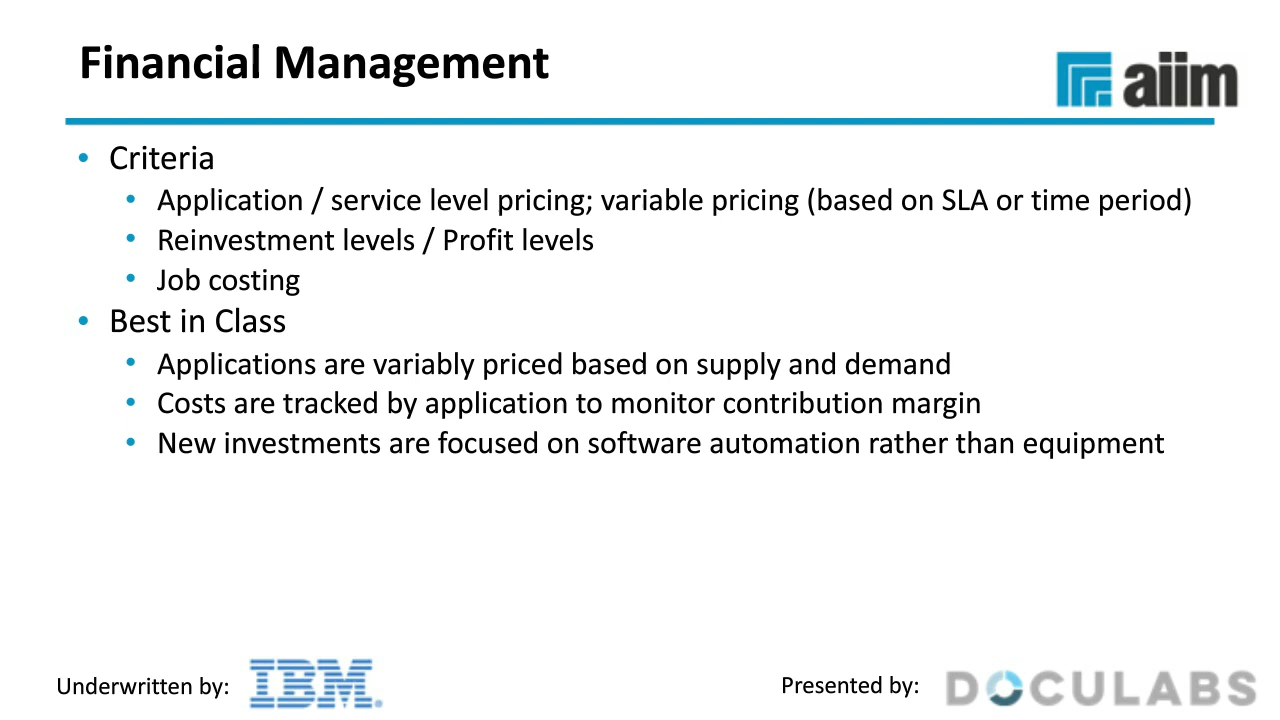 Financial Management
aiim
• Criteria
• Application / service level pricing; variable pricing (based on SLA or time period)
• Reinvestment levels / Profit levels
• Job costing
• Best in Class
• Applications are variably priced based on supply and demand
• Costs are tracked by application to monitor contribution margin
• New investments are focused on software automation rather than equipment
Underwritten by: IBM.
Presented by: DOCULABS